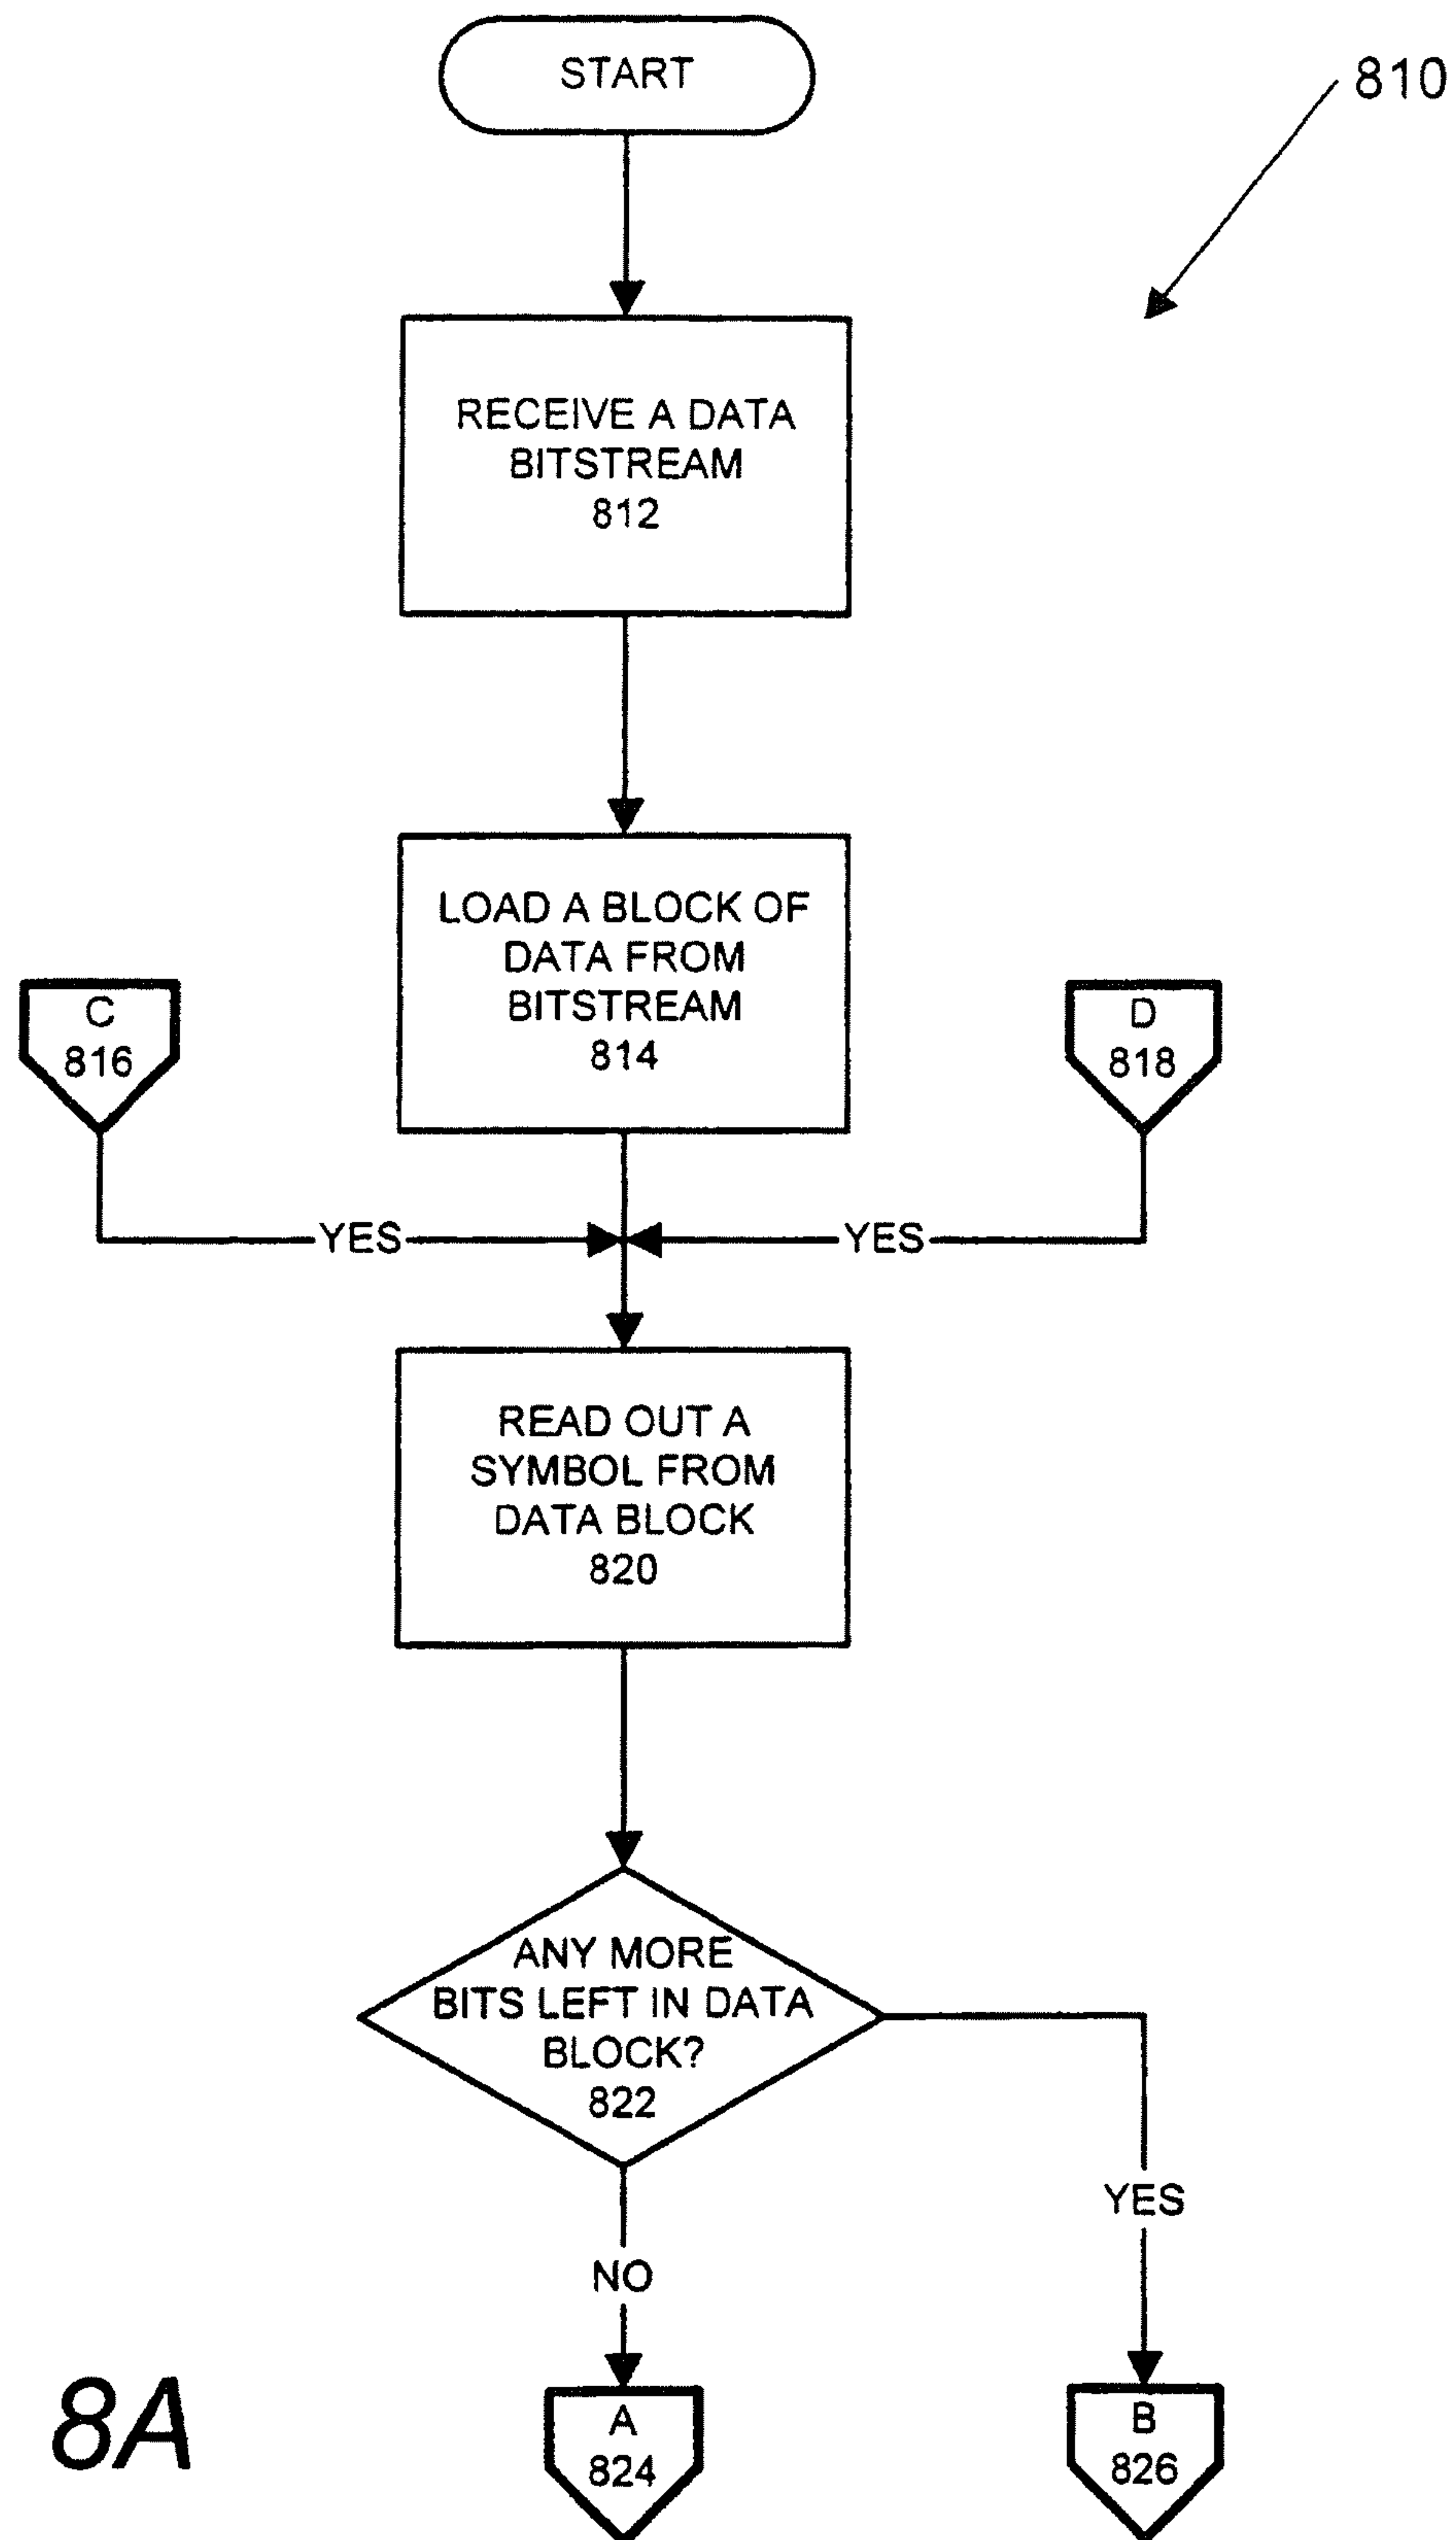 START
810
RECEIVE A DATA
BITSTREAM
812
LOAD A BLOCK OF
DATA FROM
BITSTREAM
814
C
816
D
818
YES
YES
READ OUT A
SYMBOL FROM
DATA BLOCK
820
ANY MORE
BITS LEFT IN DATA
BLOCK?
822
YES
NO
8A
A
824
B
826